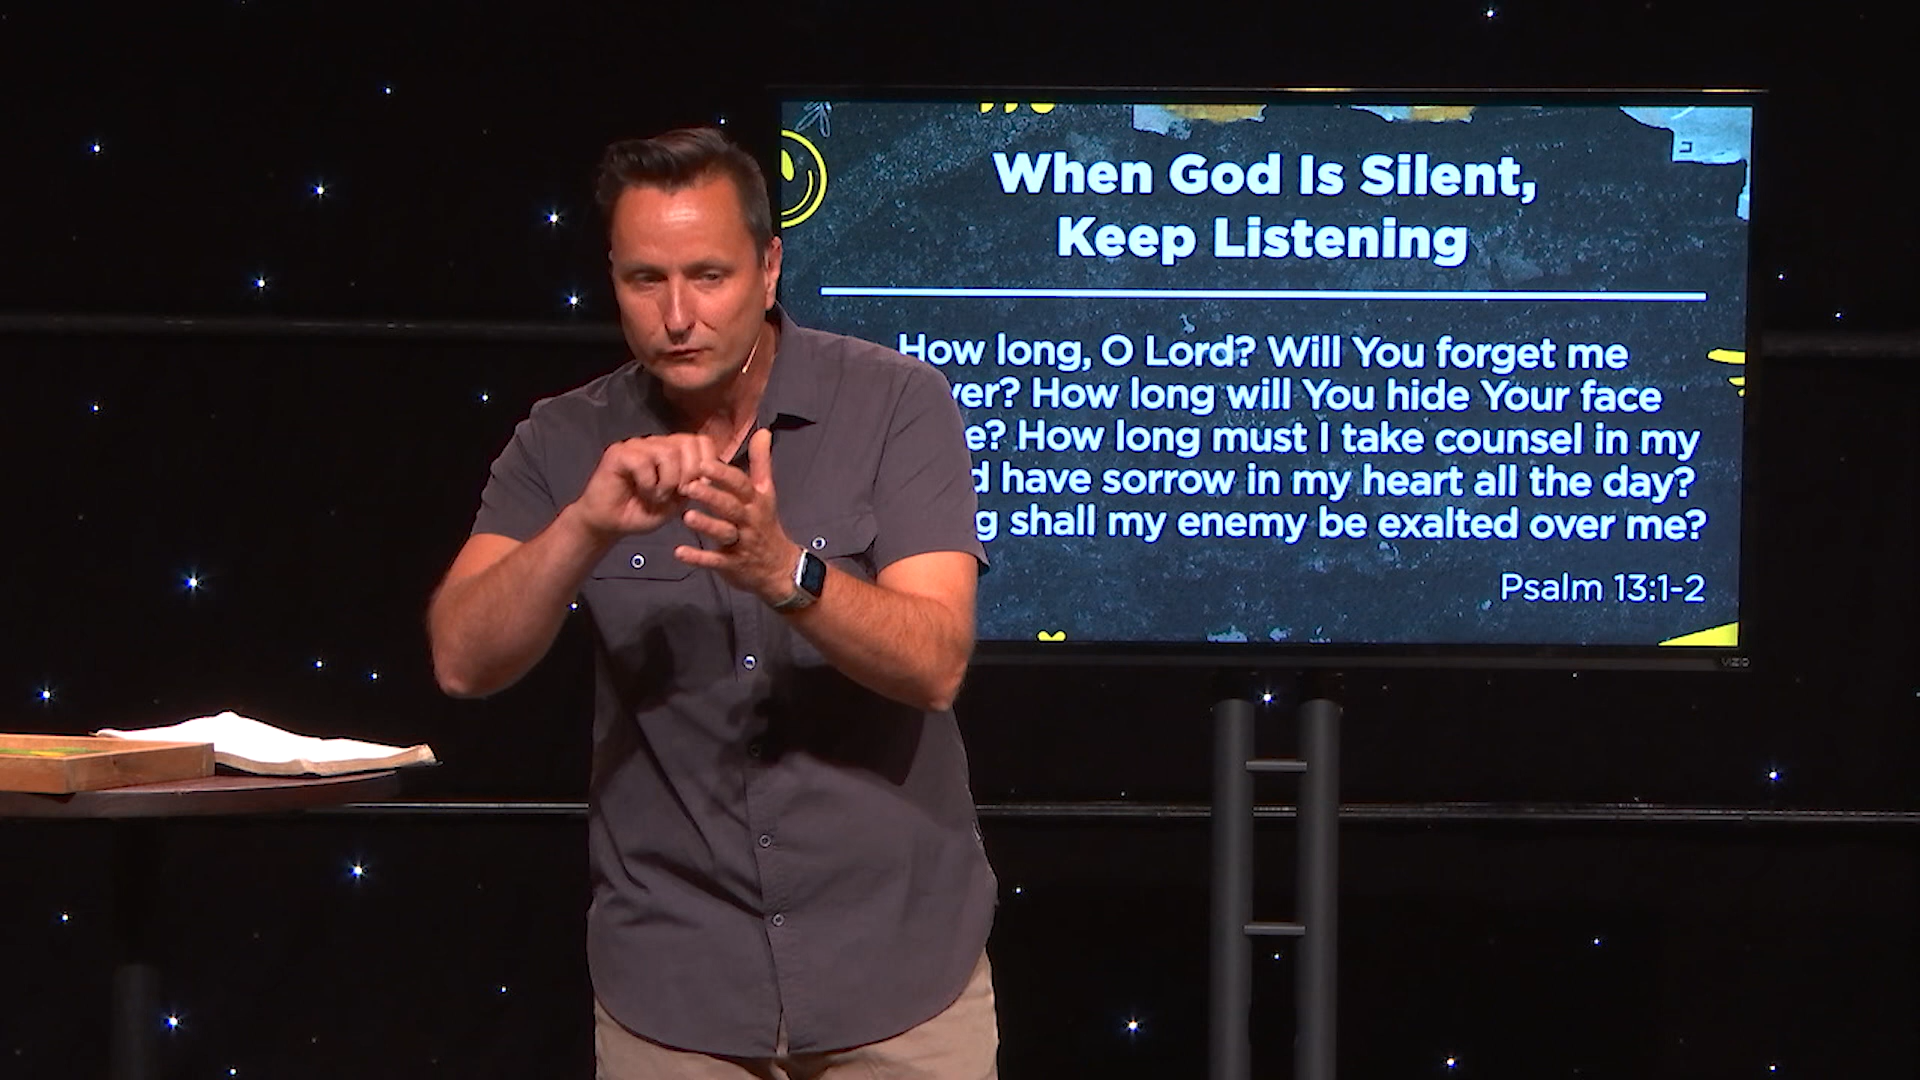 When God Is Silent,
Keep Listening
How long, O Lord? Will You forget me
ver? How long will You hide Your face
e? How long must I take counsel in my
d have sorrow in my heart all the day?
g shall my enemy be exalted over me?
Psalm 13:1-2
VIZIO